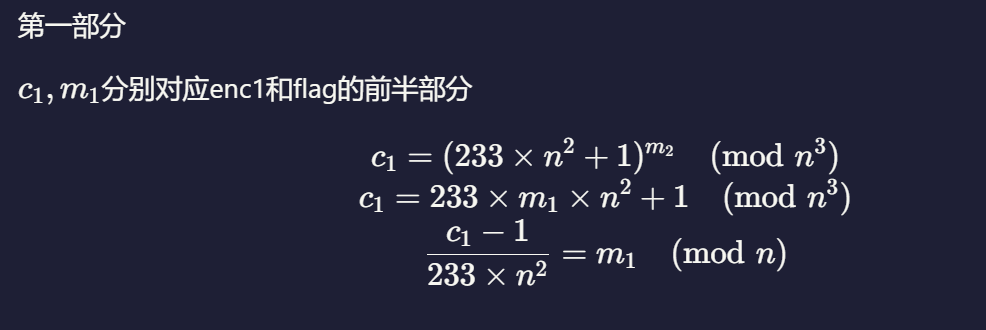 第一部分
c₁, m₁分别对应enc1和flag的前半部分
c₁ = (233 × n² + 1)^{m₂} (mod n³)
c₁ = 233 × m₁ × n² + 1 (mod n³)
\frac{c₁ − 1}{233 × n²} = m₁ (mod n)